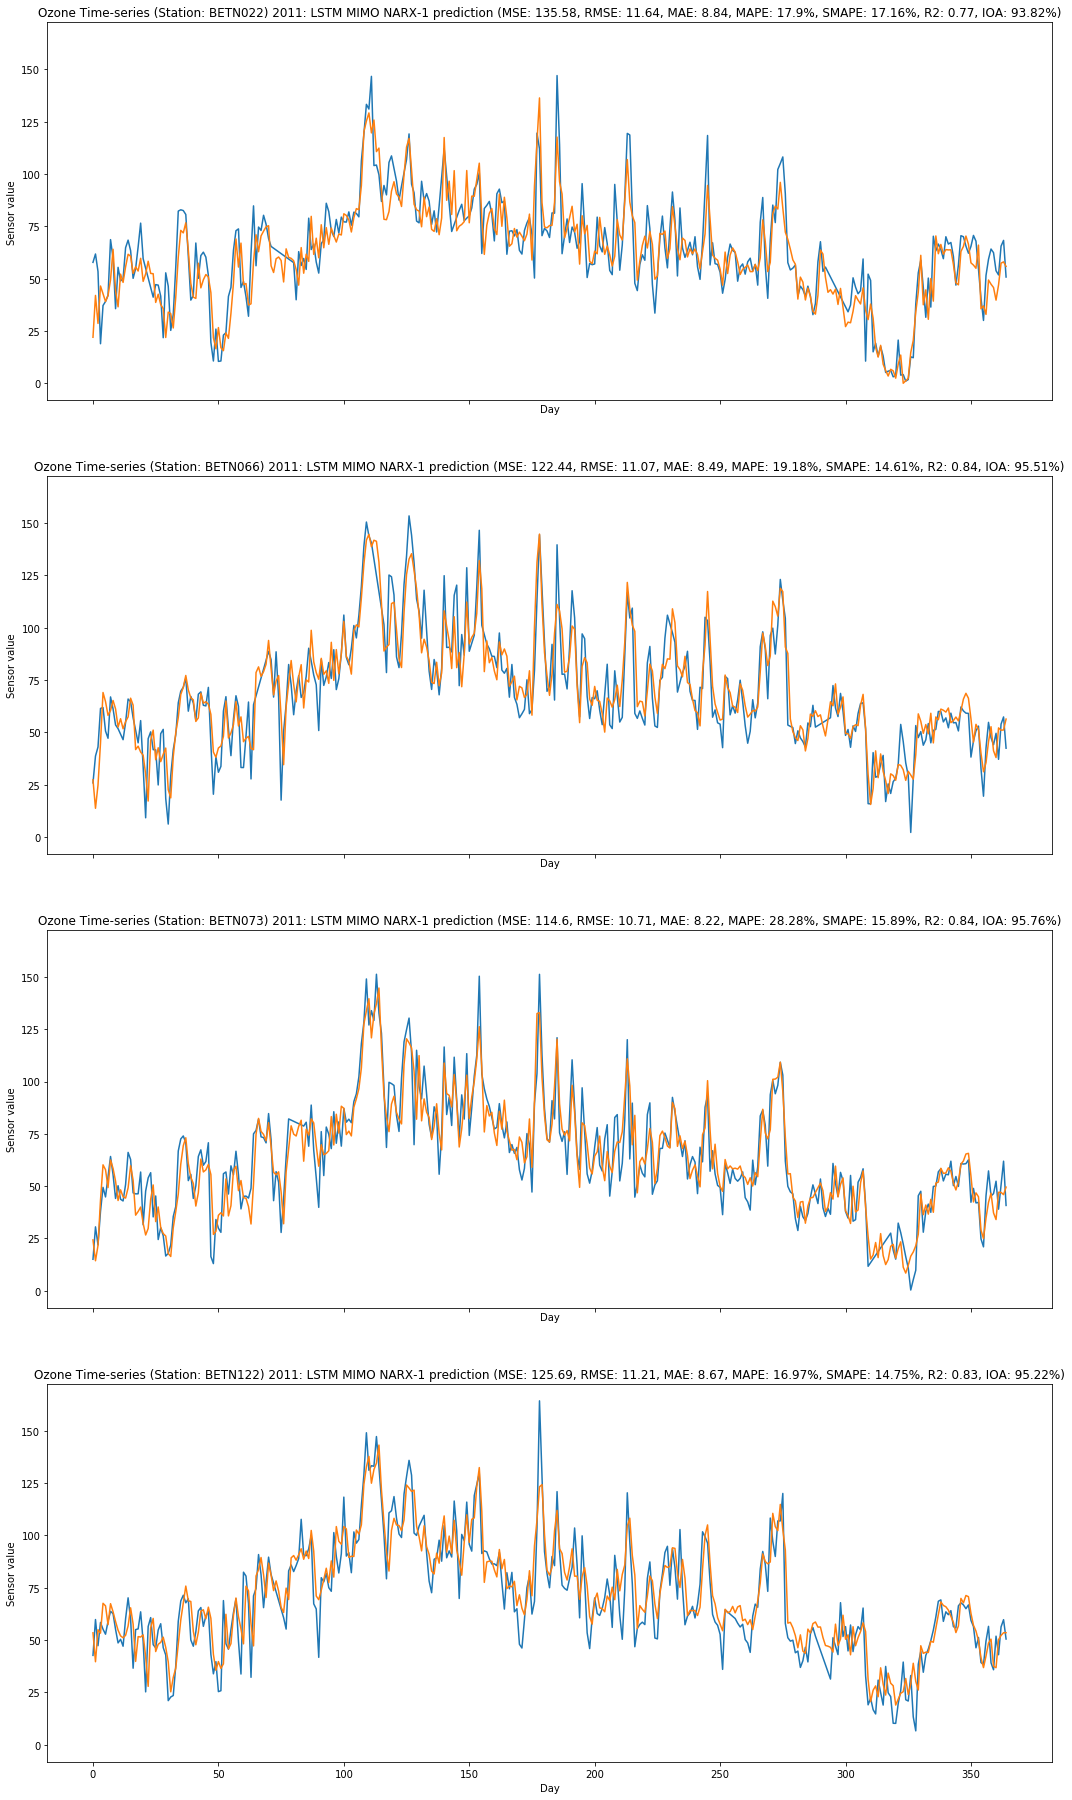 Ozone Time-series (Station: BETN022) 2011: LSTM MIMO NARX-1 prediction (MSE: 135.58, RMSE: 11.64, MAE: 8.84, MAPE: 17.9%, SMAPE: 17.16%, R2: 0.77, IOA: 93.82%)
150
125
100
75
50
25
0
Sensor value
Day
Ozone Time-series (Station: BETN066) 2011: LSTM MIMO NARX-1 prediction (MSE: 122.44, RMSE: 11.07, MAE: 8.49, MAPE: 19.18%, SMAPE: 14.61%, R2: 0.84, IOA: 95.51%)
150
125
100
75
50
25
0
Sensor value
Day
Ozone Time-series (Station: BETN073) 2011: LSTM MIMO NARX-1 prediction (MSE: 114.6, RMSE: 10.71, MAE: 8.22, MAPE: 28.28%, SMAPE: 15.89%, R2: 0.84, IOA: 95.76%)
150
125
100
75
50
25
0
Sensor value
Day
Ozone Time-series (Station: BETN122) 2011: LSTM MIMO NARX-1 prediction (MSE: 125.69, RMSE: 11.21, MAE: 8.67, MAPE: 16.97%, SMAPE: 14.75%, R2: 0.83, IOA: 95.22%)
150
125
100
75
50
25
0
Sensor value
0 50 100 150 200 250 300 350
Day